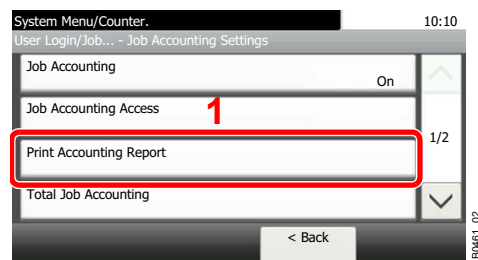 System Menu/Counter. 10:10
User Login/Job... - Job Accounting Settings
Job Accounting
On
Job Accounting Access
1
1/2
Print Accounting Report
Total Job Accounting
< Back
B0461_02